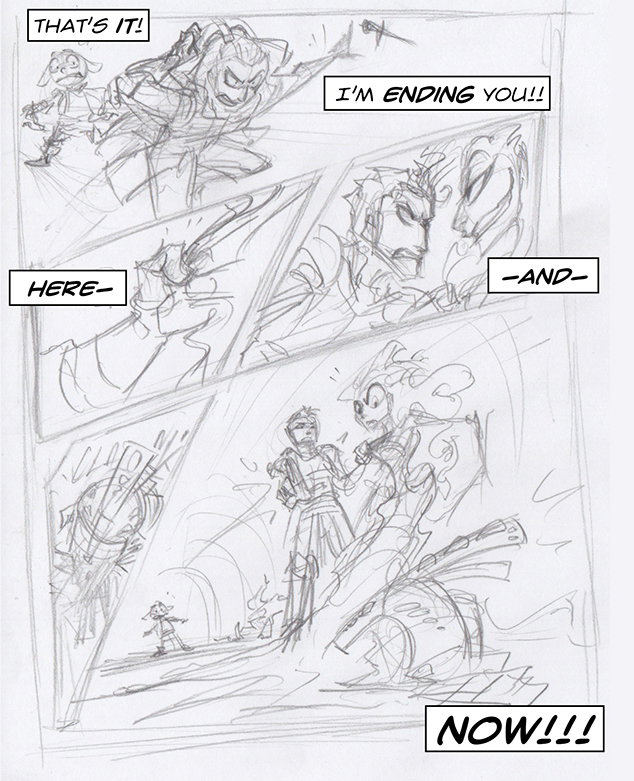 THAT'S IT!
I'M ENDING YOU!!
HERE–
–AND–
NOW!!!